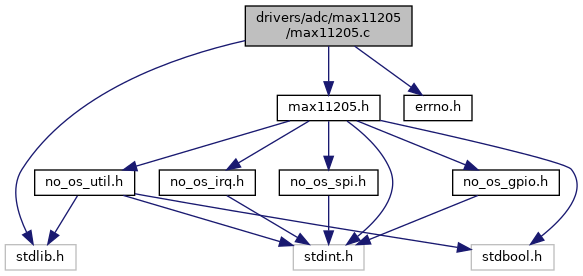 drivers/adc/max11205
/max11205.c
max11205.h
errno.h
no_os_util.h
no_os_irq.h
no_os_spi.h
no_os_gpio.h
stdlib.h
stdint.h
stdbool.h